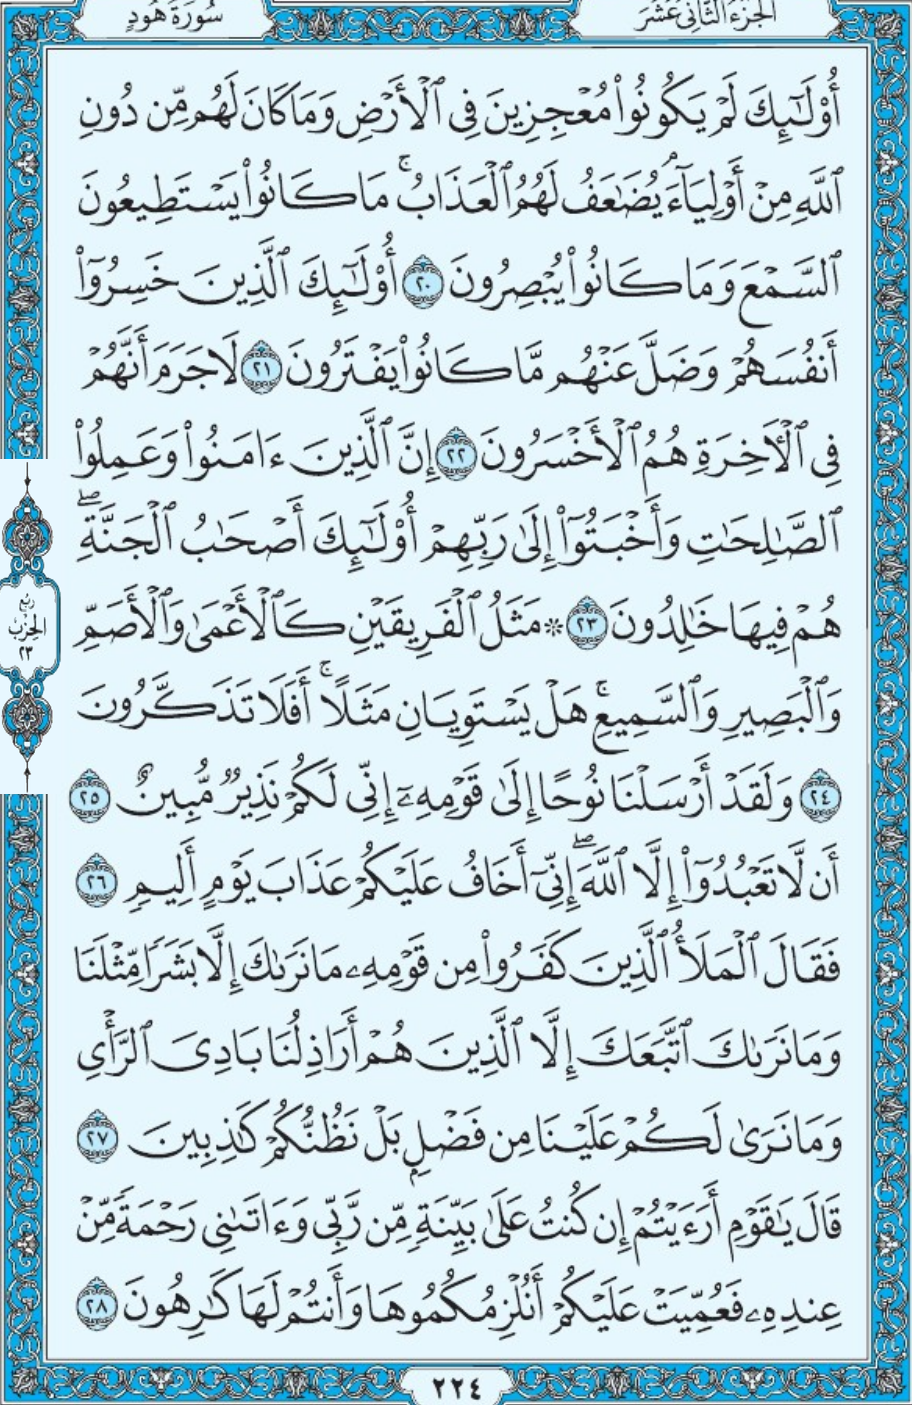 الجزء الثاني عشر
سورة هود
أُوْلَٰٓئِكَ لَمۡ يَكُونُواْ مُعۡجِزِينَ فِي ٱلۡأَرۡضِ وَمَا كَانَ لَهُم مِّن دُونِ
ٱللَّهِ مِنۡ أَوۡلِيَآءَۘ يُضَٰعَفُ لَهُمُ ٱلۡعَذَابُۚ مَا كَانُواْ يَسۡتَطِيعُونَ
ٱلسَّمۡعَ وَمَا كَانُواْ يُبۡصِرُونَ ٢٠ أُوْلَٰٓئِكَ ٱلَّذِينَ خَسِرُوٓاْ
أَنفُسَهُمۡ وَضَلَّ عَنۡهُم مَّا كَانُواْ يَفۡتَرُونَ ٢١ لَا جَرَمَ أَنَّهُمۡ
فِي ٱلۡأٓخِرَةِ هُمُ ٱلۡأَخۡسَرُونَ ٢٢ إِنَّ ٱلَّذِينَ ءَامَنُواْ وَعَمِلُواْ
ٱلصَّٰلِحَٰتِ وَأَخۡبَتُوٓاْ إِلَىٰ رَبِّهِمۡ أُوْلَٰٓئِكَ أَصۡحَٰبُ ٱلۡجَنَّةِۖ
هُمۡ فِيهَا خَٰلِدُونَ ٢٣ ۞ مَثَلُ ٱلۡفَرِيقَيۡنِ كَٱلۡأَعۡمَىٰ وَٱلۡأَصَمِّ
وَٱلۡبَصِيرِ وَٱلسَّمِيعِۚ هَلۡ يَسۡتَوِيَانِ مَثَلًاۚ أَفَلَا تَذَكَّرُونَ
٢٤ وَلَقَدۡ أَرۡسَلۡنَا نُوحًا إِلَىٰ قَوۡمِهِۦٓ إِنِّي لَكُمۡ نَذِيرٞ مُّبِينٌ ٢٥
أَن لَّا تَعۡبُدُوٓاْ إِلَّا ٱللَّهَۖ إِنِّيٓ أَخَافُ عَلَيۡكُمۡ عَذَابَ يَوۡمٍ أَلِيمٖ ٢٦
فَقَالَ ٱلۡمَلَأُ ٱلَّذِينَ كَفَرُواْ مِن قَوۡمِهِۦ مَا نَرَىٰكَ إِلَّا بَشَرٗا مِّثۡلَنَا
وَمَا نَرَىٰكَ ٱتَّبَعَكَ إِلَّا ٱلَّذِينَ هُمۡ أَرَاذِلُنَا بَادِيَ ٱلرَّأۡيِ
وَمَا نَرَىٰ لَكُمۡ عَلَيۡنَا مِن فَضۡلِۭ بَلۡ نَظُنُّكُمۡ كَٰذِبِينَ ٢٧
قَالَ يَٰقَوۡمِ أَرَءَيۡتُمۡ إِن كُنتُ عَلَىٰ بَيِّنَةٖ مِّن رَّبِّي وَءَاتَىٰنِي رَحۡمَةٗ مِّنۡ
عِندِهِۦ فَعُمِّيَتۡ عَلَيۡكُمۡ أَنُلۡزِمُكُمُوهَا وَأَنتُمۡ لَهَا كَٰرِهُونَ ٢٨
ربع
الحزب
٢٣
٢٢٤